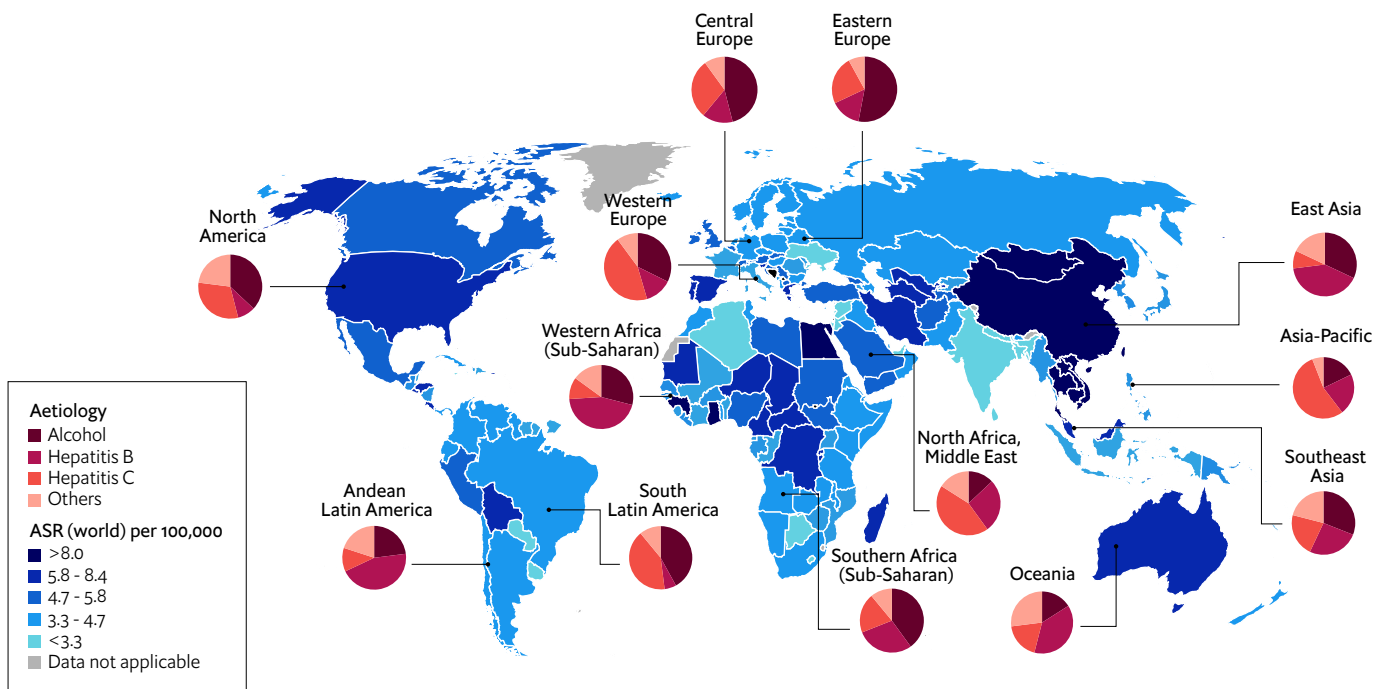 Central
Europe
Eastern
Europe
North
America
Western
Europe
East Asia
Western Africa
(Sub-Saharan)
Asia-Pacific
Aetiology
Alcohol
Hepatitis B
Hepatitis C
Others
ASR (world) per 100,000
>8.0
5.8 - 8.4
4.7 - 5.8
3.3 - 4.7
<3.3
Data not applicable
Andean
Latin America
South
Latin America
North Africa,
Middle East
Southeast
Asia
Southern Africa
(Sub-Saharan)
Oceania